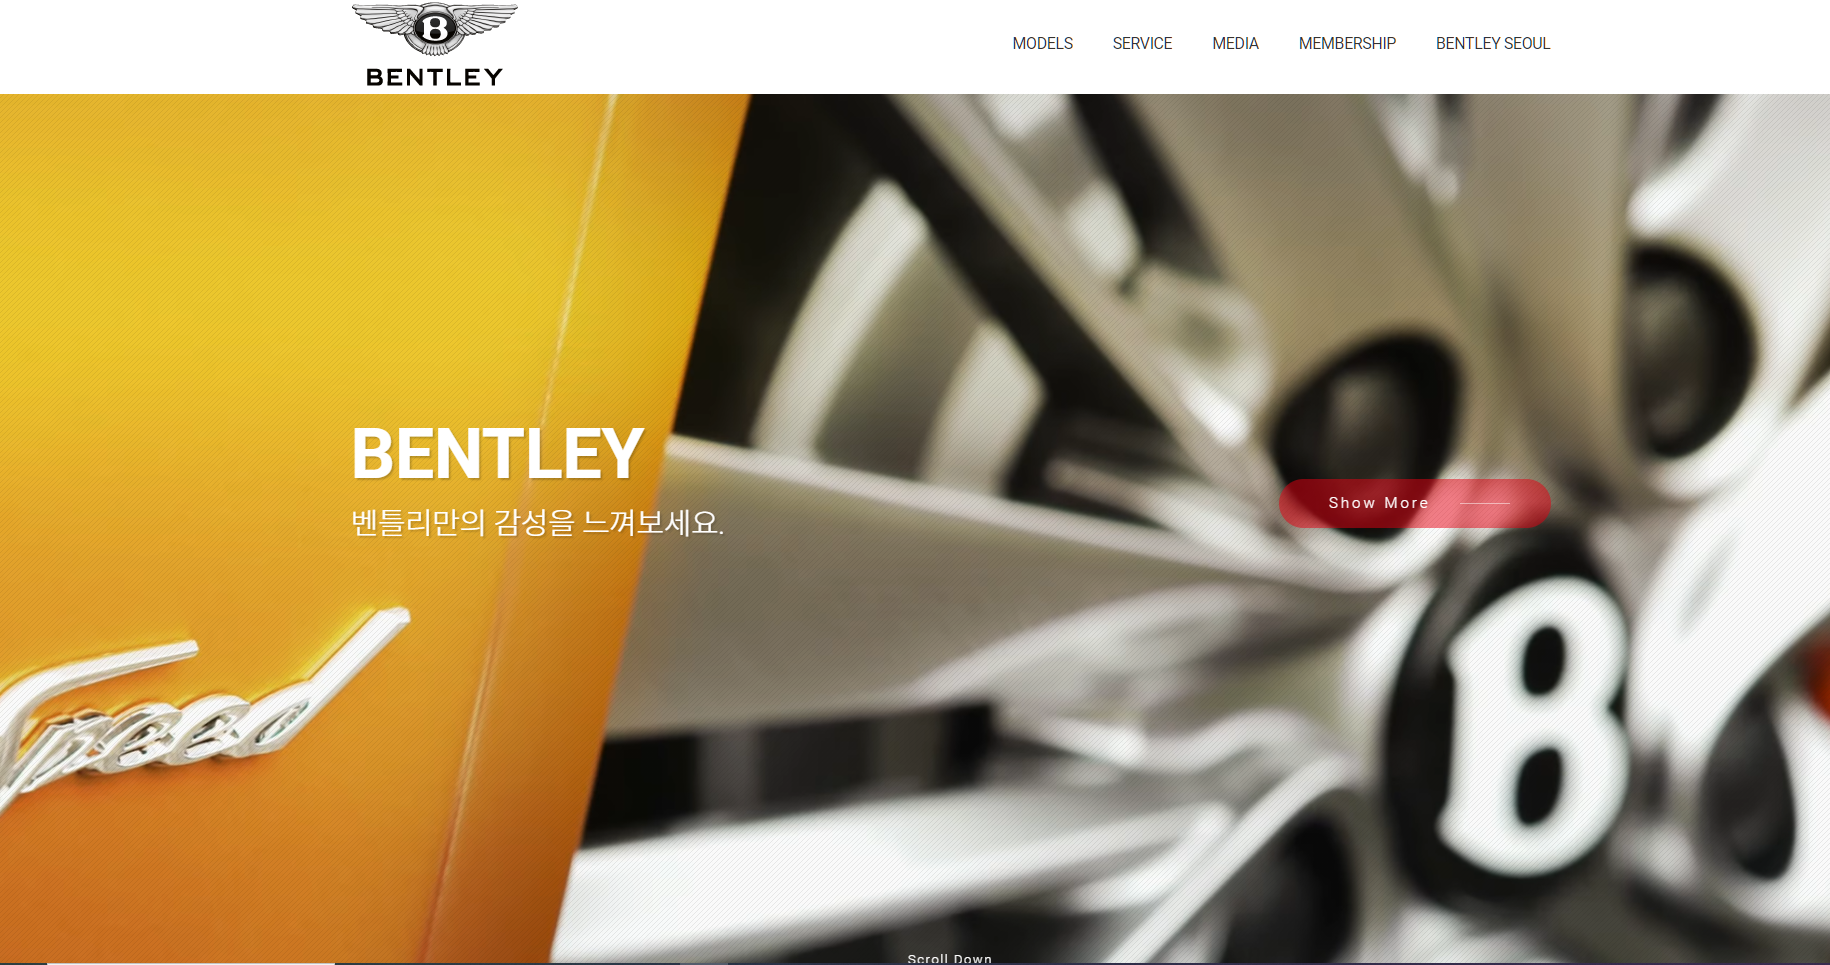 B
BENTLEY
MODELS SERVICE MEDIA MEMBERSHIP BENTLEY SEOUL
BENTLEY
벤틀리만의 감성을 느껴보세요.
Show More
Speed
B
Scroll Down